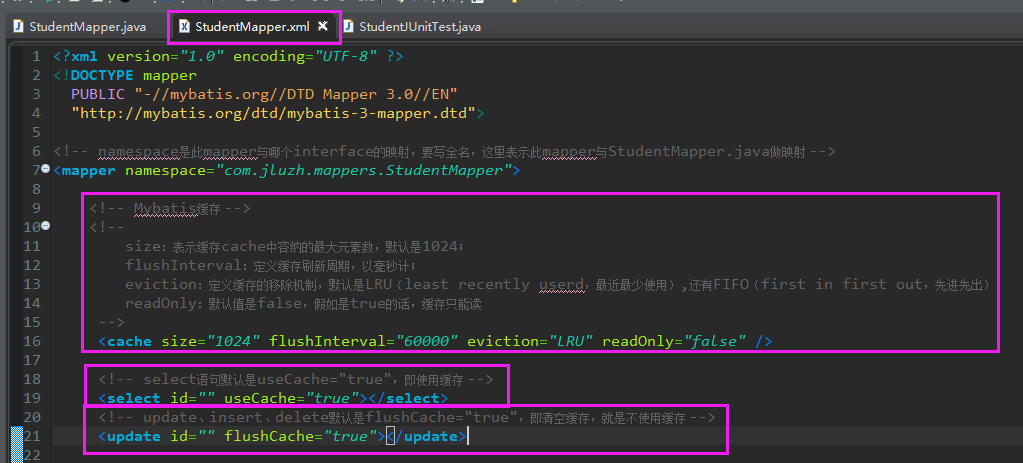 StudentMapper.java StudentMapper.xml StudentJUnitTest.java
1 <?xml version="1.0" encoding="UTF-8" ?>
2 <!DOCTYPE mapper
3 PUBLIC "-//mybatis.org//DTD Mapper 3.0//EN"
4 "http://mybatis.org/dtd/mybatis-3-mapper.dtd">
5
6 <!-- namespace是此mapper与哪个interface的映射，要写全名，这里表示此mapper与StudentMapper.java做映射 -->
7 <mapper namespace="com.jluzh.mappers.StudentMapper">
8
9 <!-- Mybatis缓存 -->
10 <!--
11 size：表示缓存cache中容纳的最大元素数，默认是1024；
12 flushInterval：定义缓存刷新周期，以毫秒计；
13 eviction：定义缓存的移除机制，默认是LRU（least recently userd，最近最少使用）,还有FIFO（first in first out，先进先出）
14 readOnly：默认值是false，假如是true的话，缓存只能读
15 -->
16 <cache size="1024" flushInterval="60000" eviction="LRU" readOnly="false" />
17
18 <!-- select语句默认是useCache="true"，即使用缓存 -->
19 <select id="" useCache="true"></select>
20 <!-- update、insert、delete默认是flushCache="true"，即清空缓存，就是不使用缓存 -->
21 <update id="" flushCache="true"></update>
22